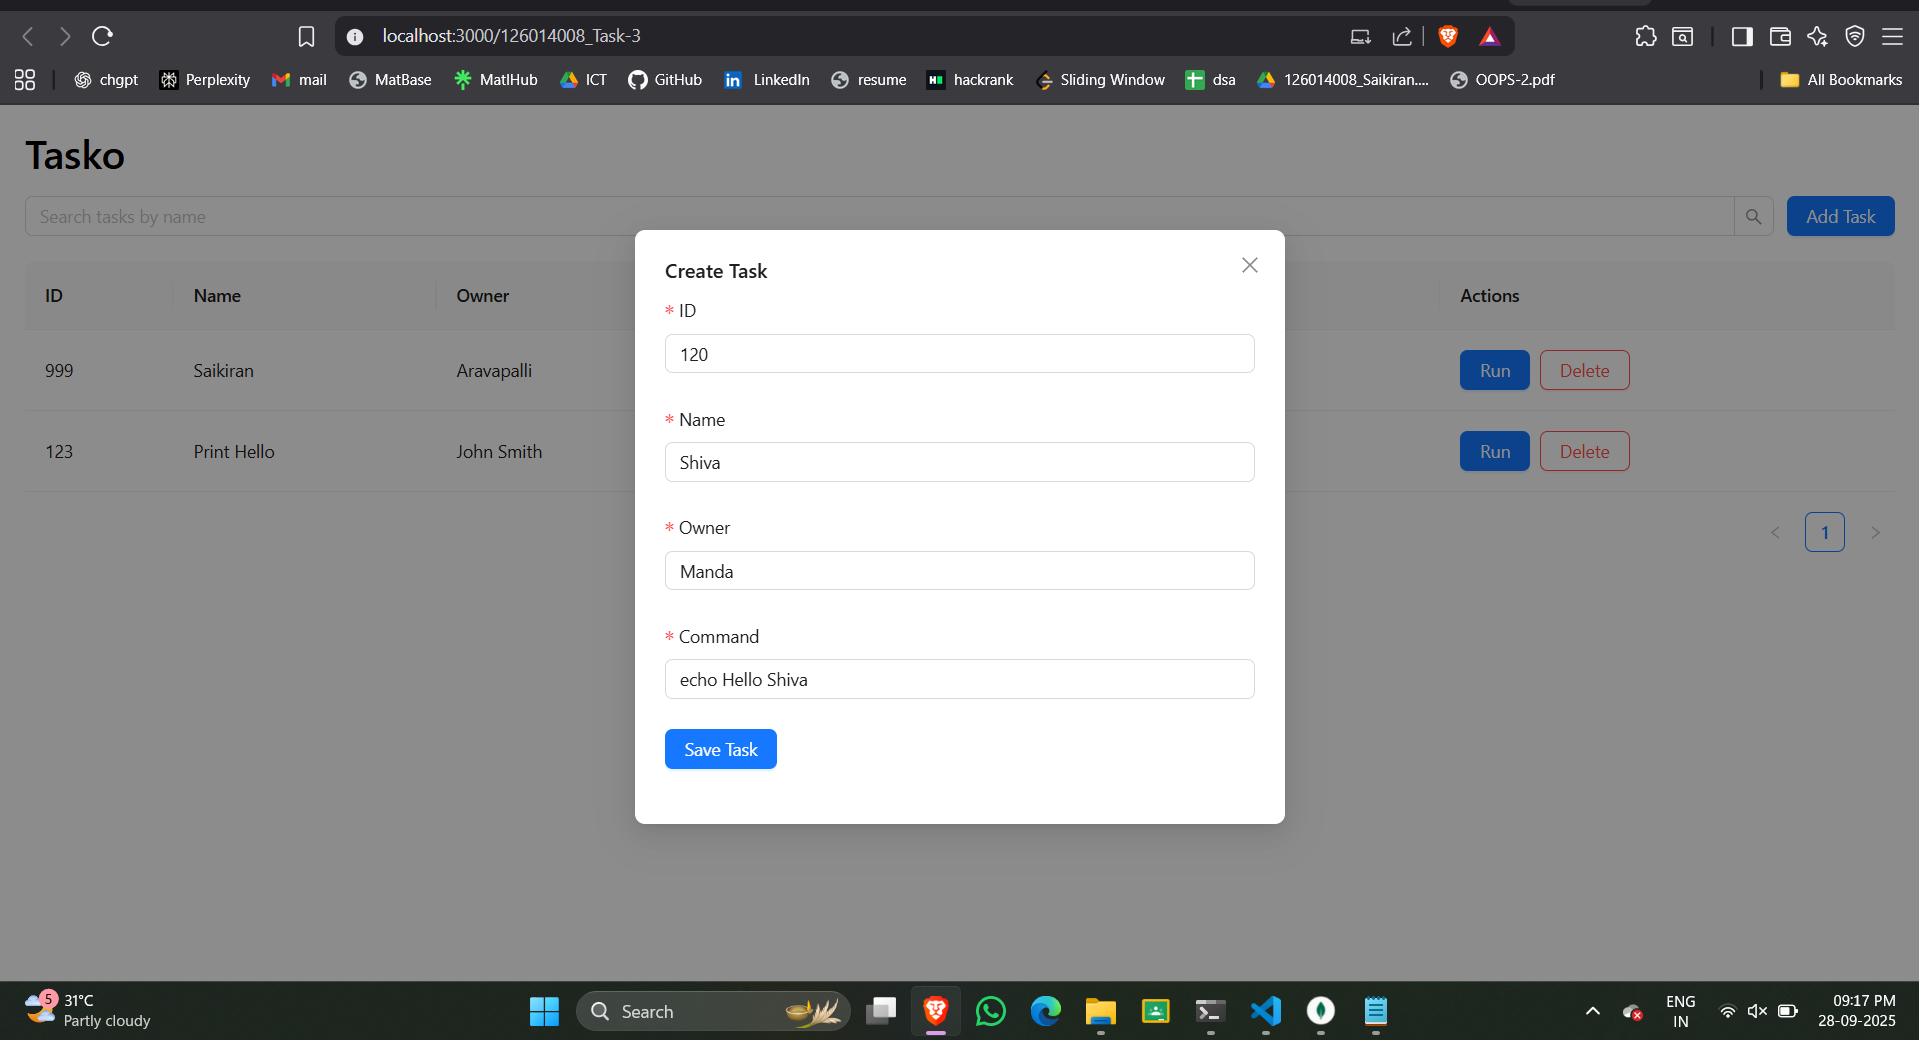 localhost:3000/126014008_Task-3
chgpt Perplexity mail MatBase MatlHub ICT GitHub LinkedIn resume hackrank Sliding Window dsa 126014008_Saikiran.... OOPS-2.pdf All Bookmarks
Tasko
Search tasks by name
Add Task
ID Name Owner Actions
999 Saikiran Aravapalli Run Delete
123 Print Hello John Smith Run Delete
1
Create Task
* ID
120
* Name
Shiva
* Owner
Manda
* Command
echo Hello Shiva
Save Task
5
31°C
Partly cloudy
Search
ENG
IN
09:17 PM
28-09-2025